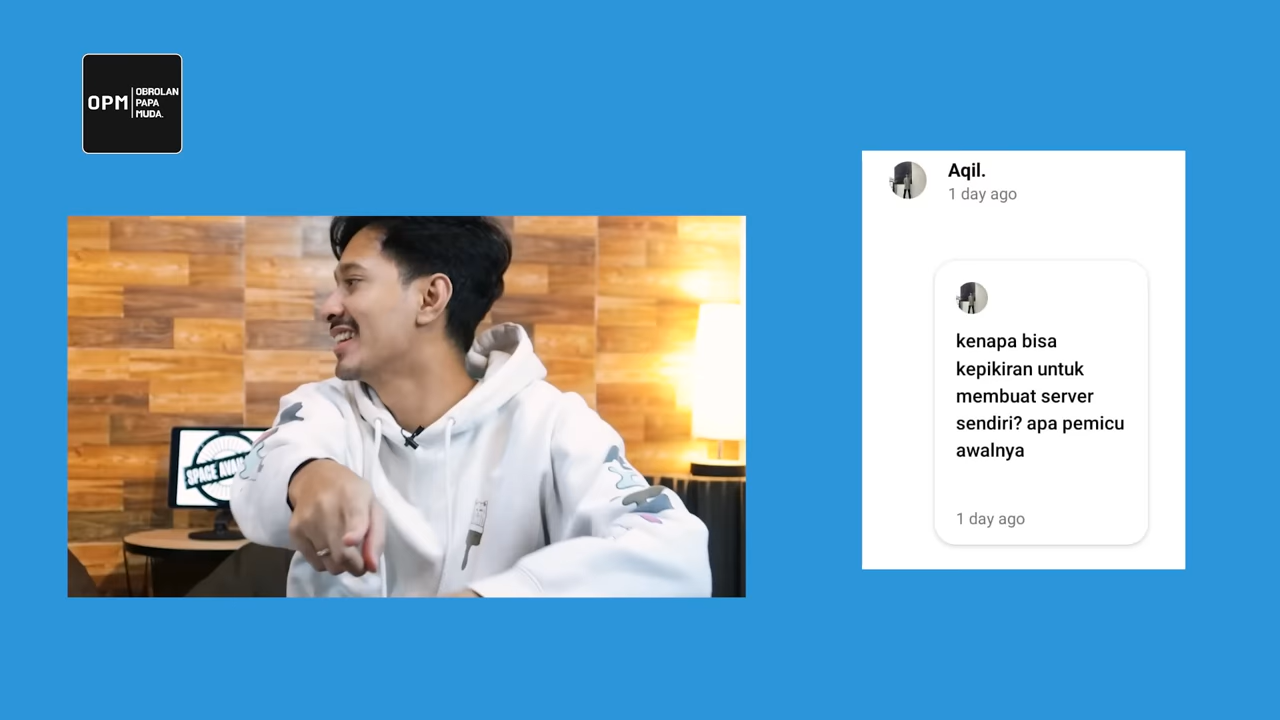 OPM
OBROLAN
PAPA
MUDA.
SPACE
Aqil.
1 day ago
kenapa bisa
kepikiran untuk
membuat server
sendiri? apa pemicu
awalnya
1 day ago